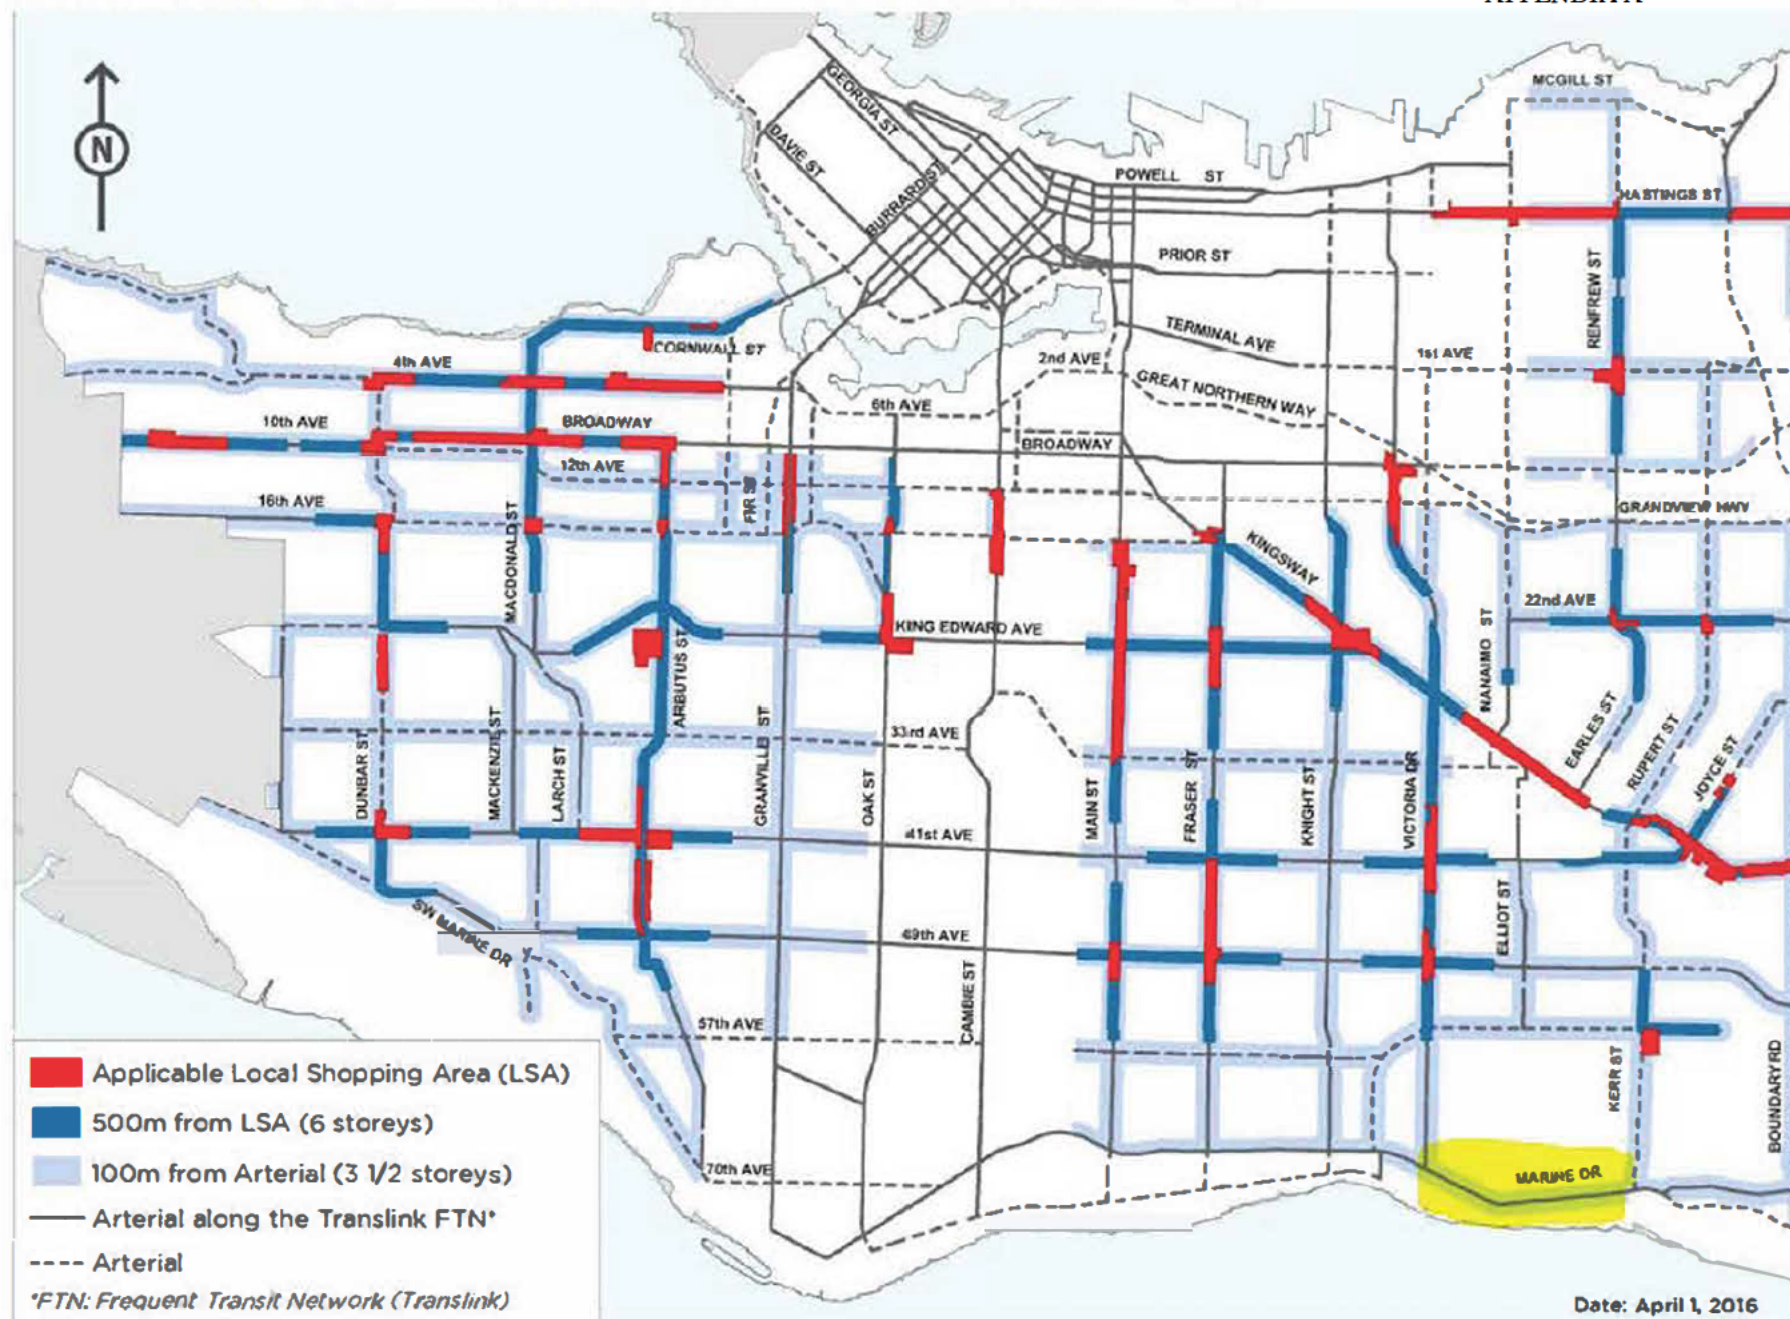 MCGILL ST
GEORGIA ST
DAVIE ST
BURRARD ST
POWELL ST
HASTINGS ST
N
PRIOR ST
RENFREW ST
TERMINAL AVE
CORNWALL ST
2nd AVE
1st AVE
4th AVE
GREAT NORTHERN WAY
6th AVE
10th AVE
BROADWAY
BROADWAY
12th AVE
16th AVE
FIR ST
GRANDVIEW HWY
MACDONALD ST
KINGSWAY
22nd AVE
KING EDWARD AVE
NANAIMO ST
ARBUTUS ST
EARLES ST
RUPERT ST
JOYCE ST
33rd AVE
DUNBAR ST
MACKENZIE ST
LARCH ST
GRANVILLE ST
OAK ST
MAIN ST
FRASER ST
KNIGHT ST
VICTORIA DR
41st AVE
ELLIOT ST
SW MARINE DR
49th AVE
CAMBIE ST
57th AVE
KERR ST
BOUNDARY RD
70th AVE
MARINE DR
Applicable Local Shopping Area (LSA)
500m from LSA (6 storeys)
100m from Arterial (3 1/2 storeys)
Arterial along the Translink FTN*
Arterial
*FTN: Frequent Transit Network (Translink)
Date: April 1, 2016